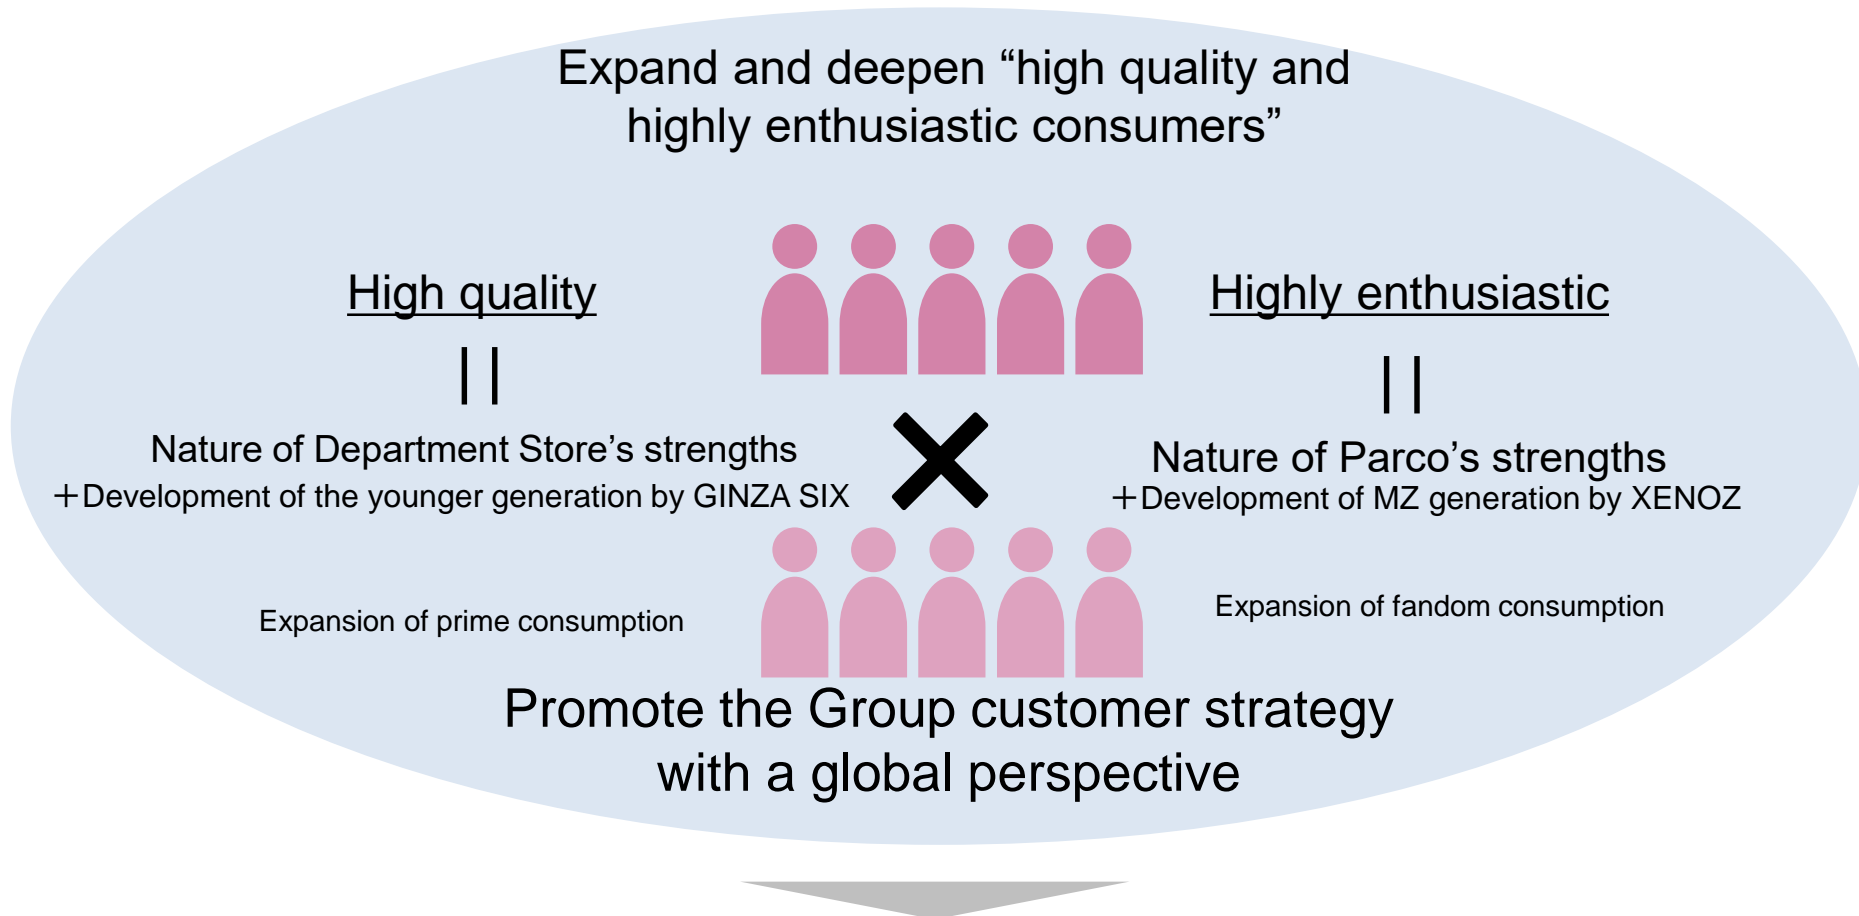 Expand and deepen “high quality and
highly enthusiastic consumers”
High quality
Highly enthusiastic
Nature of Department Store’s strengths
＋Development of the younger generation by GINZA SIX
Nature of Parco’s strengths
＋Development of MZ generation by XENOZ
Expansion of prime consumption
Expansion of fandom consumption
Promote the Group customer strategy
with a global perspective